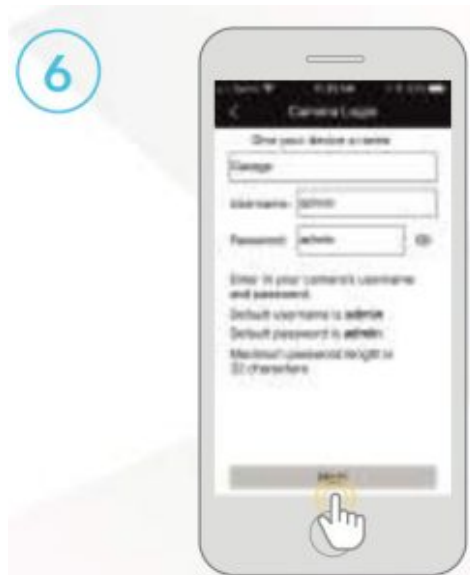 6
Camera Login
Give your device a name
Garage
Username: admin
Password: admin
Enter in your camera's username
and password.
Default username is admin
Default password is admin
Maximum password length is
32 characters